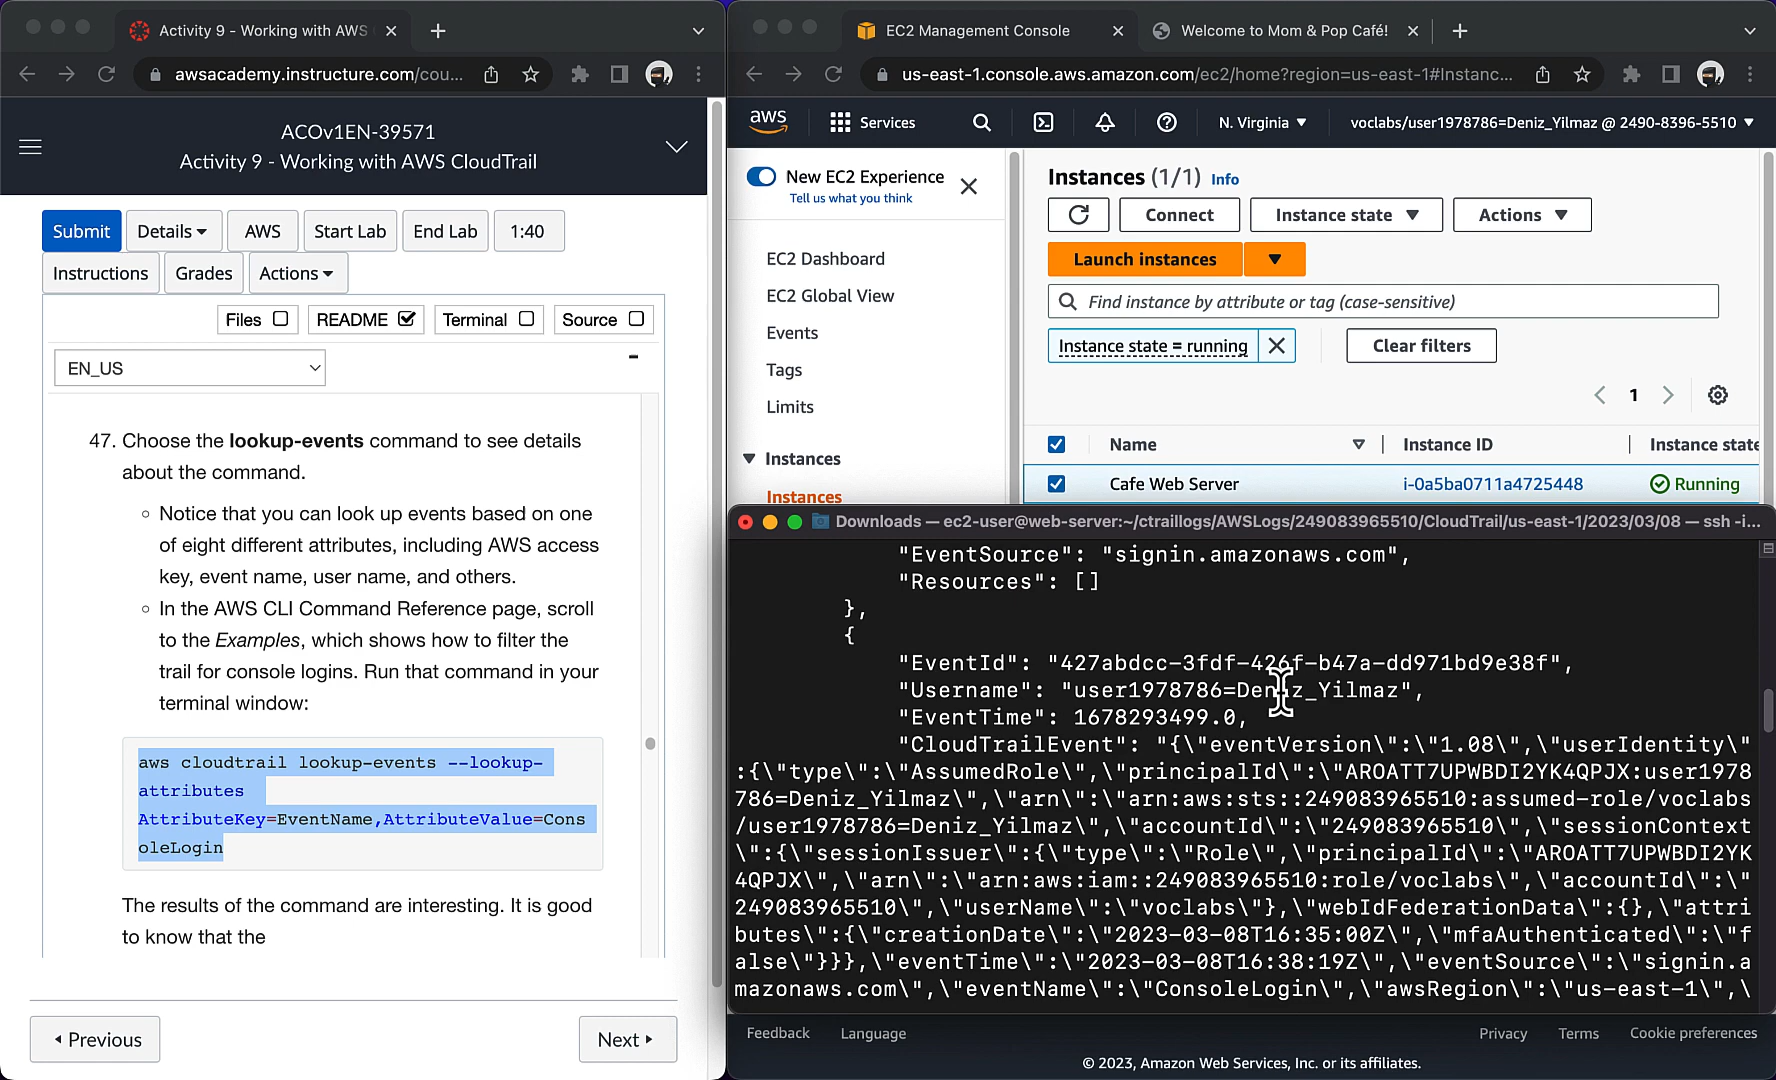 Activity 9 - Working with AWS
awsacademy.instructure.com/cou...
ACOv1EN-39571
Activity 9 - Working with AWS CloudTrail
Submit
Details
AWS
Start Lab
End Lab
1:40
Instructions
Grades
Actions
Files
README
Terminal
Source
EN_US
47. Choose the lookup-events command to see details
about the command.
Notice that you can look up events based on one
of eight different attributes, including AWS access
key, event name, user name, and others.
In the AWS CLI Command Reference page, scroll
to the Examples, which shows how to filter the
trail for console logins. Run that command in your
terminal window:
aws cloudtrail lookup-events --lookup-
attributes
AttributeKey=EventName,AttributeValue=Cons
oleLogin
The results of the command are interesting. It is good
to know that the
Previous
Next
EC2 Management Console
Welcome to Mom & Pop Café!
us-east-1.console.aws.amazon.com/ec2/home?region=us-east-1#Instanc...
aws
Services
N. Virginia
voclabs/user1978786=Deniz_Yilmaz @ 2490-8396-5510
New EC2 Experience
Tell us what you think
EC2 Dashboard
EC2 Global View
Events
Tags
Limits
Instances
Instances
Instances (1/1) Info
Connect
Instance state
Actions
Launch instances
Find instance by attribute or tag (case-sensitive)
Instance state = running
Clear filters
1
Name
Instance ID
Instance state
Cafe Web Server
i-0a5ba0711a4725448
Running
Downloads — ec2-user@web-server:~/ctraillogs/AWSLogs/249083965510/CloudTrail/us-east-1/2023/03/08 — ssh -i...
"EventSource": "signin.amazonaws.com",
"Resources": []
},
{
"EventId": "427abdcc-3fdf-426f-b47a-dd971bd9e38f",
"Username": "user1978786=Deniz_Yilmaz",
"EventTime": 1678293499.0,
"CloudTrailEvent": "{\"eventVersion\":\"1.08\",\"userIdentity\"
:{\"type\":\"AssumedRole\",\"principalId\":\"AROATT7UPWBDI2YK4QPJX:user1978
786=Deniz_Yilmaz\",\"arn\":\"arn:aws:sts::249083965510:assumed-role/voclabs
/user1978786=Deniz_Yilmaz\",\"accountId\":\"249083965510\",\"sessionContext
\":{\"sessionIssuer\":{\"type\":\"Role\",\"principalId\":\"AROATT7UPWBDI2YK
4QPJX\",\"arn\":\"arn:aws:iam::249083965510:role/voclabs\",\"accountId\":\"
249083965510\",\"userName\":\"voclabs\"},\"webIdFederationData\":{},\"attri
butes\":{\"creationDate\":\"2023-03-08T16:35:00Z\",\"mfaAuthenticated\":\"f
alse\"}}},\"eventTime\":\"2023-03-08T16:38:19Z\",\"eventSource\":\"signin.a
mazonaws.com\",\"eventName\":\"ConsoleLogin\",\"awsRegion\":\"us-east-1\",\
Feedback
Language
Privacy
Terms
Cookie preferences
© 2023, Amazon Web Services, Inc. or its affiliates.